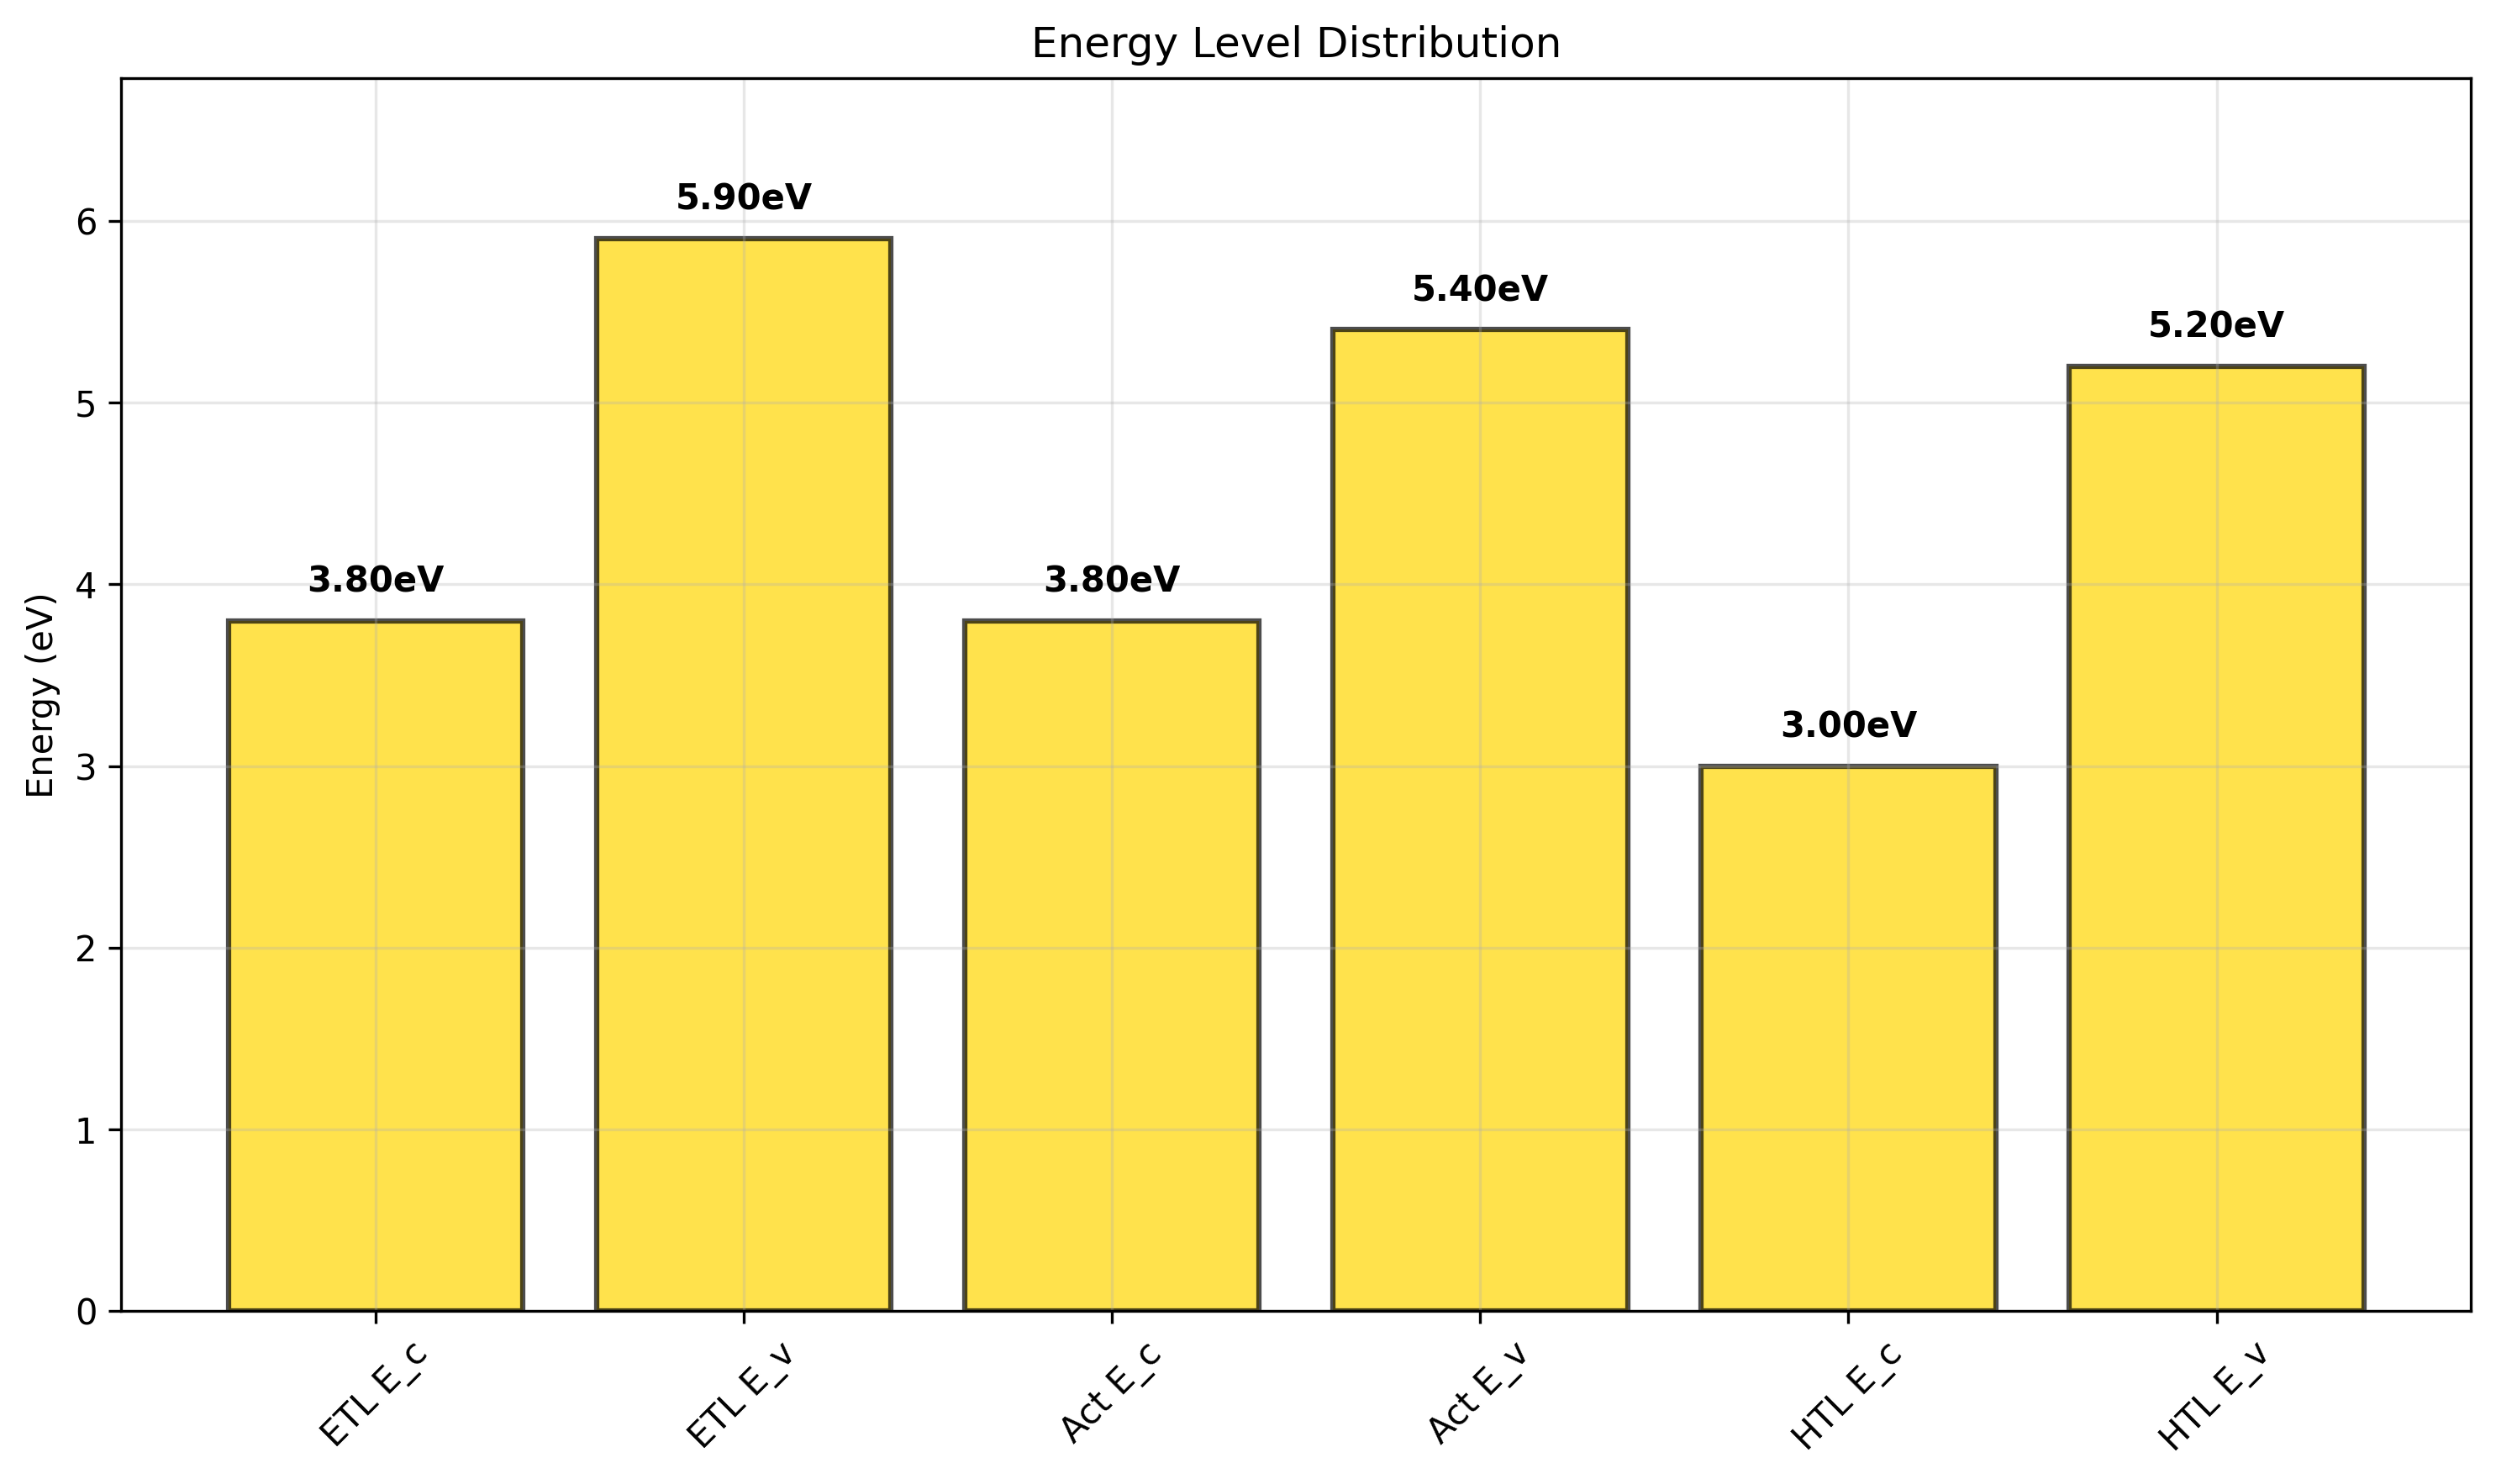 Energy Level Distribution
5.90eV
5.40eV
5.20eV
3.80eV
3.80eV
3.00eV
Energy (eV)
6
5
4
3
2
1
0
ETL E_c
ETL E_v
Act E_c
Act E_v
HTL E_c
HTL E_v